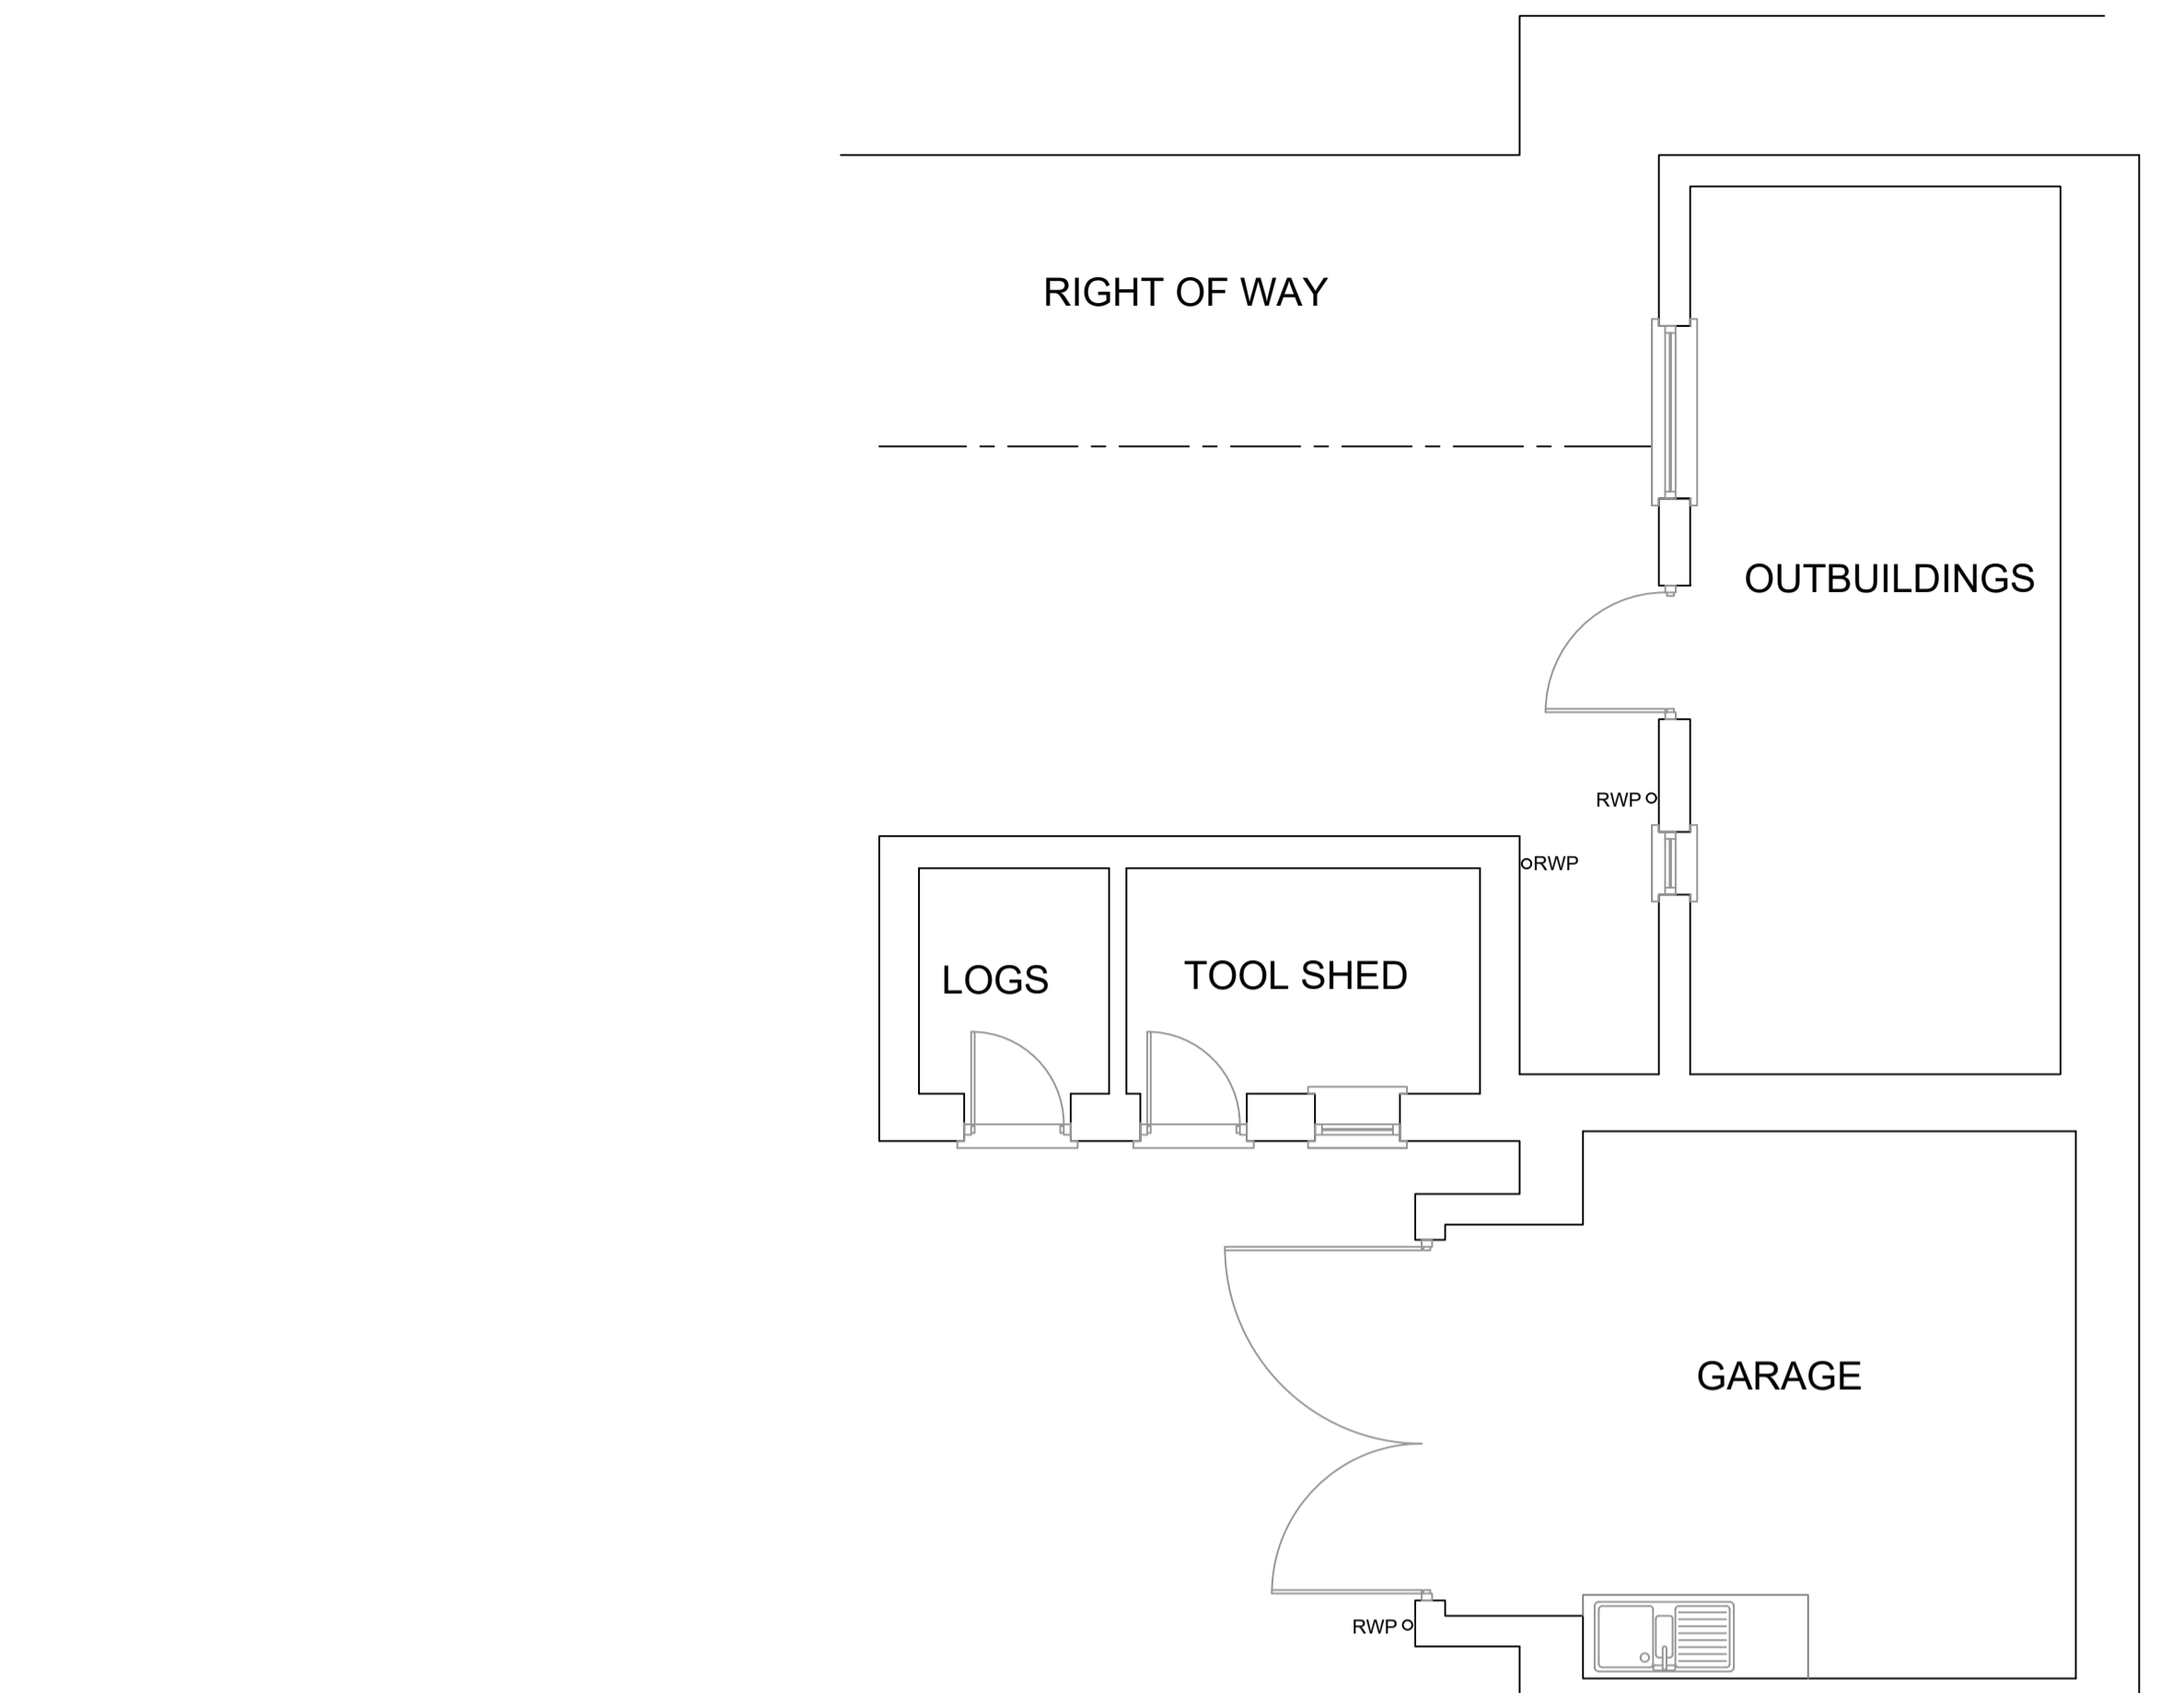 RIGHT OF WAY
OUTBUILDINGS
RWP
RWP
LOGS
TOOL SHED
GARAGE
RWP